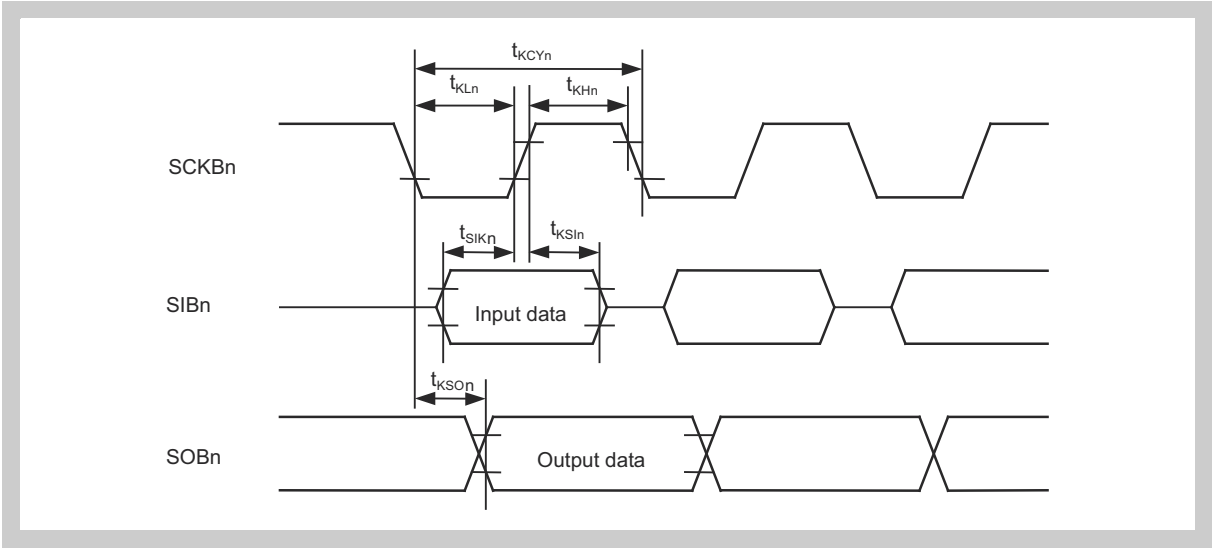 tKCYn
tKLn
tKHn
SCKBn
tSIKn
tKSIn
SIBn
Input data
tKSOn
SOBn
Output data